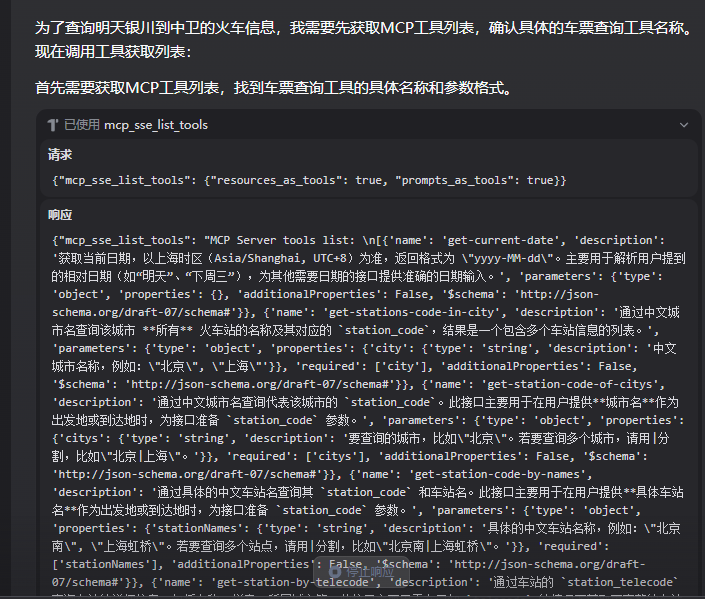 为了查询明天银川到中卫的火车信息，我需要先获取MCP工具列表，确认具体的车票查询工具名称。
现在调用工具获取列表：
首先需要获取MCP工具列表，找到车票查询工具的具体名称和参数格式。
已使用 mcp_sse_list_tools
请求
{"mcp_sse_list_tools": {"resources_as_tools": true, "prompts_as_tools": true}}
响应
{"mcp_sse_list_tools": "MCP Server tools list: \n[{'name': 'get-current-date', 'description':
'获取当前日期，以上海时区（Asia/Shanghai, UTC+8）为准，返回格式为 \"yyyy-MM-dd\"。主要用于解析用户提到
的相对日期（如“明天”、“下周三”），为其他需要日期的接口提供准确的日期输入。', 'parameters': {'type':
'object', 'properties': {}, 'additionalProperties': False, '$schema': 'http://json-
schema.org/draft-07/schema#'}}, {'name': 'get-stations-code-in-city', 'description': '通过中文城
市名查询该城市 **所有** 火车站的名称及其对应的 `station_code`，结果是一个包含多个车站信息的列表。',
'parameters': {'type': 'object', 'properties': {'city': {'type': 'string', 'description': '中文
城市名称，例如：\"北京\", \"上海\"'}}, 'required': ['city'], 'additionalProperties': False,
'$schema': 'http://json-schema.org/draft-07/schema#'}}, {'name': 'get-station-code-of-citys',
'description': '通过中文城市名查询代表该城市的 `station_code`。此接口主要用于在用户提供**城市名**作为
出发地或到达地时，为接口准备 `station_code` 参数。', 'parameters': {'type': 'object', 'properties':
{'citys': {'type': 'string', 'description': '要查询的城市，比如\"北京\"。若要查询多个城市，请用|分
割，比如\"北京|上海\"。'}}, 'required': ['citys'], 'additionalProperties': False, '$schema':
'http://json-schema.org/draft-07/schema#'}}, {'name': 'get-station-code-by-names',
'description': '通过具体的中文车站名查询其 `station_code` 和车站名。此接口主要用于在用户提供**具体车站
名**作为出发地或到达地时，为接口准备 `station_code` 参数。', 'parameters': {'type': 'object',
'properties': {'stationNames': {'type': 'string', 'description': '具体的中文车站名称，例如：\"北京
南\", \"上海虹桥\"。若要查询多个站点，请用|分割，比如\"北京南|上海虹桥\"。'}}, 'required':
['stationNames'], 'additionalProperties': False, '$schema': 'http://json-schema.org/draft-
停止响应
07/schema#'}}, {'name': 'get-station-by-telecode', 'description': '通过车站的 `station_telecode`